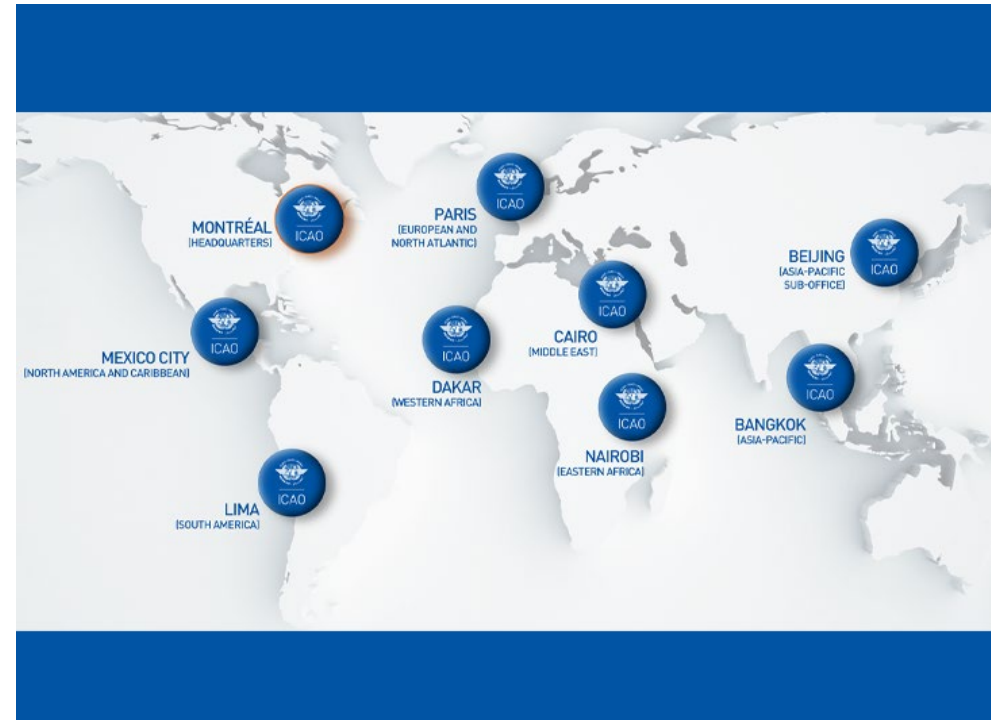 MONTRÉAL
(HEADQUARTERS)
ICAO
PARIS
(EUROPEAN AND
NORTH ATLANTIC)
ICAO
BEIJING
(ASIA-PACIFIC
SUB-OFFICE)
ICAO
MEXICO CITY
(NORTH AMERICA AND CARIBBEAN)
ICAO
DAKAR
(WESTERN AFRICA)
ICAO
CAIRO
(MIDDLE EAST)
ICAO
NAIROBI
(EASTERN AFRICA)
ICAO
BANGKOK
(ASIA-PACIFIC)
ICAO
LIMA
(SOUTH AMERICA)
ICAO